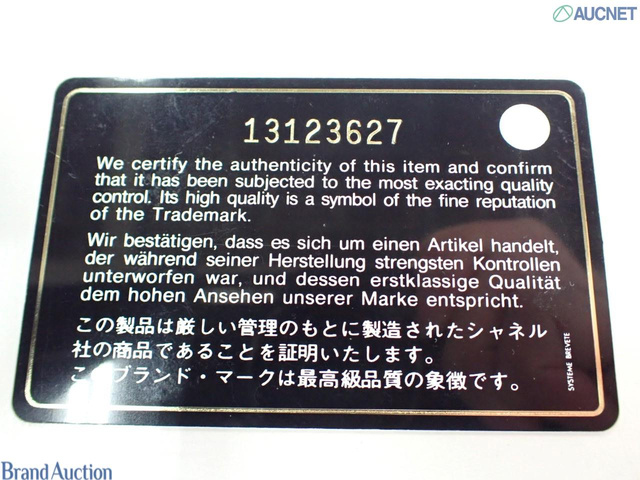 AUCNET
13123627
We certify the authenticity of this item and confirm
that it has been subjected to the most exacting quality
control. Its high quality is a symbol of the fine reputation
of the Trademark.
Wir bestätigen, dass es sich um einen Artikel handelt,
der während seiner Herstellung strengsten Kontrollen
unterworfen war, und dessen erstklassige Qualität
dem hohen Ansehen unserer Marke entspricht.
この製品は厳しい管理のもとに製造されたシャネル
社の商品であることを証明いたします。
このブランド・マークは最高級品質の象徴です。
SYSTEME BREVETE
Brand Auction